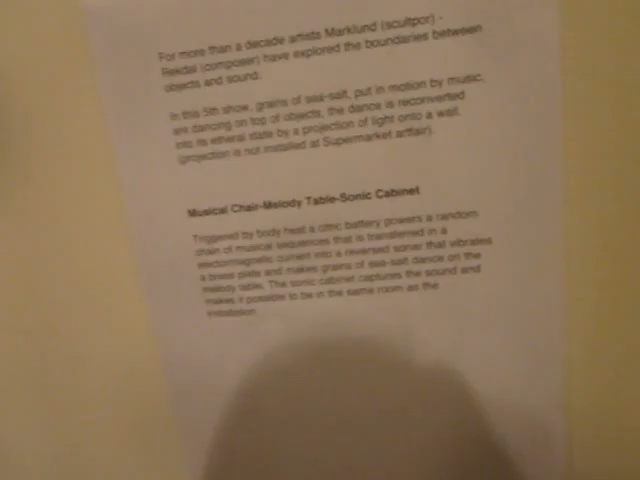 For more than a decade artists Marklund (scultpor) -
Rekdal (composer) have explored the boundaries between
objects and sound.
In this 5th show, grains of sea-salt, put in motion by music,
are dancing on top of objects, the dance is reconverted
into its etheral state by a projection of light onto a wall.
(projection is not installed at Supermarket artfair).
Musical Chair-Melody Table-Sonic Cabinet
Triggered by body heat a citric battery powers a random
chain of musical sequences that is transferred in a
electormagnetic current into a reversed sonar that vibrates
a brass plate and makes grains of sea-salt dance on the
melody table. The sonic cabinet captures the sound and
makes it possible to be in the same room as the
installation.